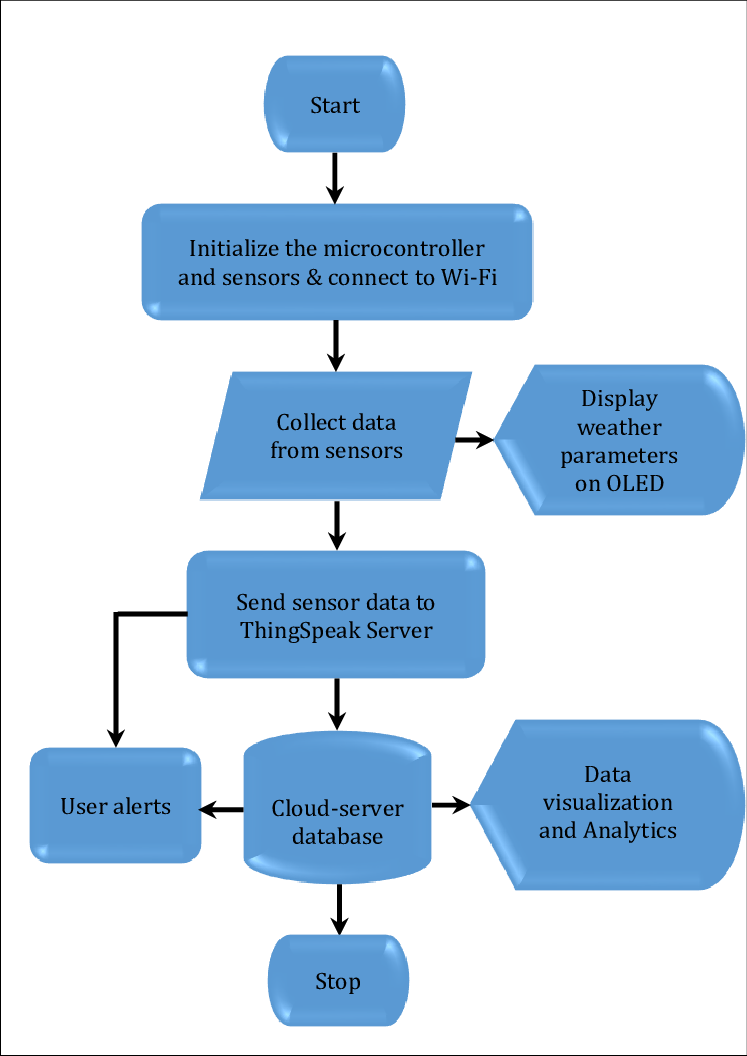 Start
Initialize the microcontroller
and sensors & connect to Wi-Fi
Collect data
from sensors
Display
weather
parameters
on OLED
Send sensor data to
ThingSpeak Server
User alerts
Cloud-server
database
Data
visualization
and Analytics
Stop